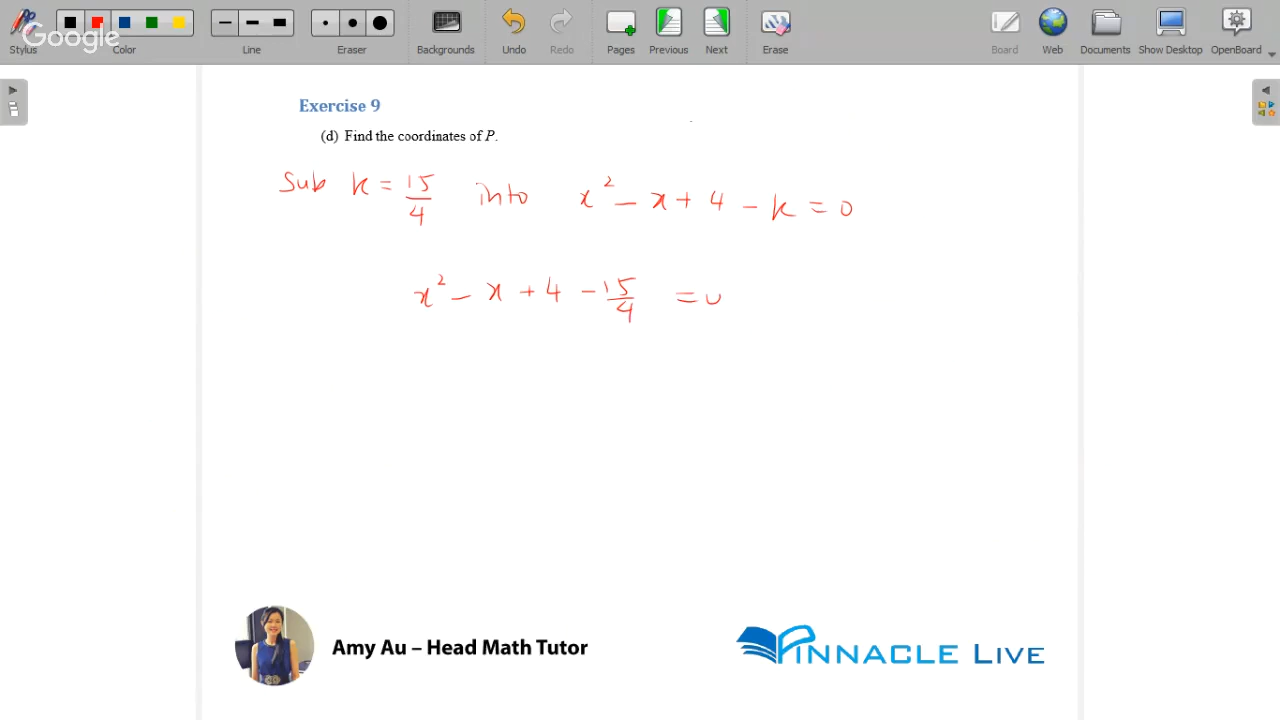 Google
Stylus Color Line Eraser Backgrounds Undo Redo Pages Previous Next Erase Board Web Documents Show Desktop OpenBoard
Exercise 9
(d) Find the coordinates of P.
Sub k = 15/4 into x² - x + 4 - k = 0
x² - x + 4 - 15/4 = 0
Amy Au – Head Math Tutor
PINNACLE LIVE